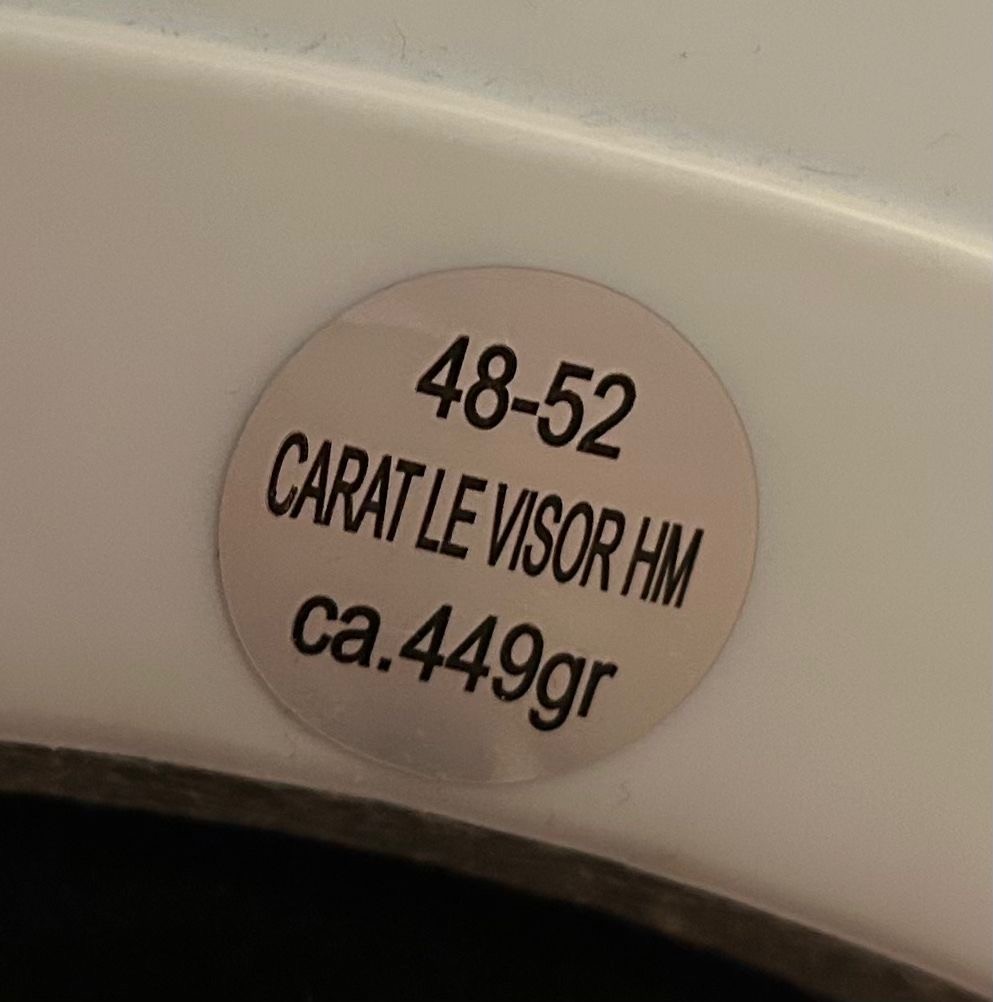 48-52
CARAT LE VISOR HM
ca.449gr